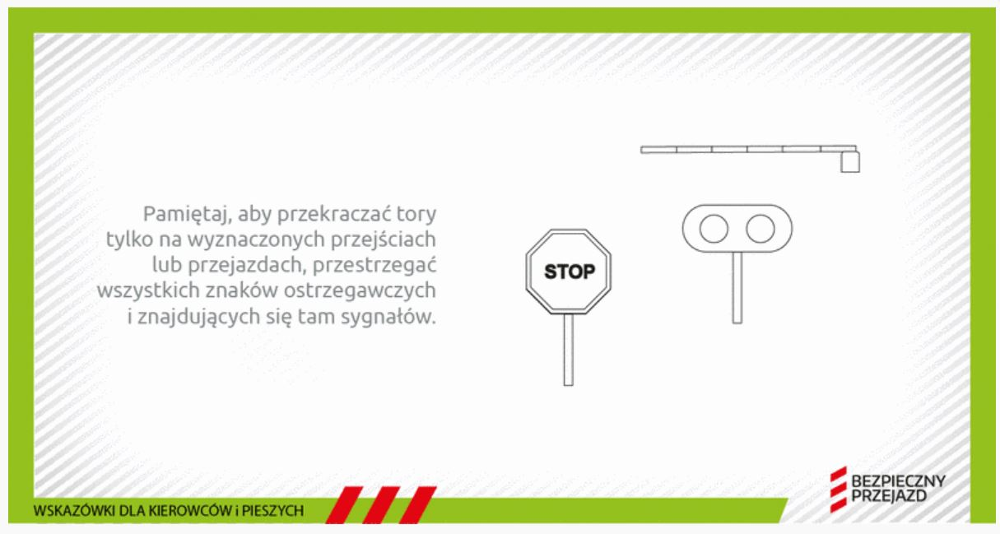 Pamiętaj, aby przekraczać tory
tylko na wyznaczonych przejściach
lub przejazdach, przestrzegać
wszystkich znaków ostrzegawczych
i znajdujących się tam sygnałów.
STOP
WSKAZÓWKI DLA KIEROWCÓW i PIESZYCH
BEZPIECZNY
PRZEJAZD